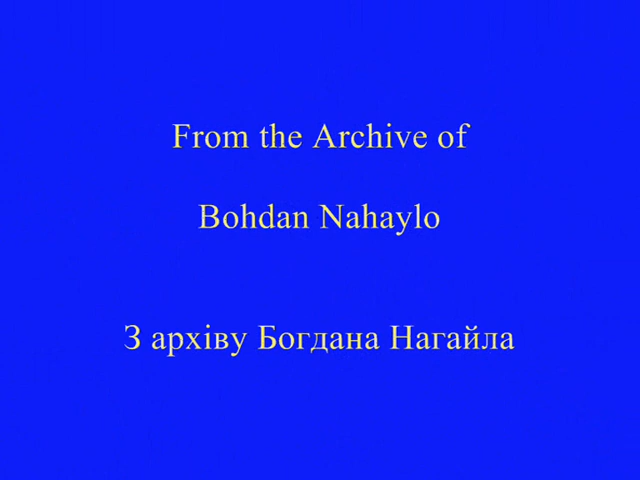 From the Archive of
Bohdan Nahaylo
З архіву Богдана Нагайла